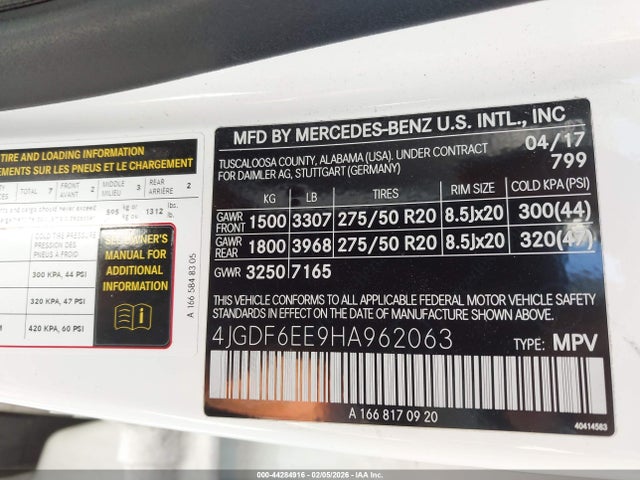 TIRE AND LOADING INFORMATION
EMENTS SUR LES PNEUS ET LE CHARGEMENT
TOTAL 7 FRONT AVANT 2 MIDDLE MILIEU 3 REAR ARRIÈRE 2
595 kg or 1312 lbs.
COLD TIRE PRESSURE
PRESSION DES
PNEUS A FROID
300 KPA, 44 PSI
320 KPA, 47 PSI
420 KPA, 60 PSI
SEE OWNER'S
MANUAL FOR
ADDITIONAL
INFORMATION
A 166 584 83 05
MFD BY MERCEDES-BENZ U.S. INTL., INC
TUSCALOOSA COUNTY, ALABAMA (USA). UNDER CONTRACT 04/17
FOR DAIMLER AG, STUTTGART (GERMANY) 799
KG LB TIRES RIM SIZE COLD KPA (PSI)
GAWR FRONT 1500 3307 275/50 R20 8.5Jx20 300(44)
GAWR REAR 1800 3968 275/50 R20 8.5Jx20 320(47)
GVWR 3250 7165
THIS VEHICLE CONFORMS TO ALL APPLICABLE FEDERAL MOTOR VEHICLE SAFETY
STANDARDS IN EFFECT ON THE DATE OF MANUFACTURE SHOWN ABOVE.
4JGDF6EE9HA962063 TYPE: MPV
A 166 817 09 20
40414583
000-44284916 - 02/05/2026 - IAA